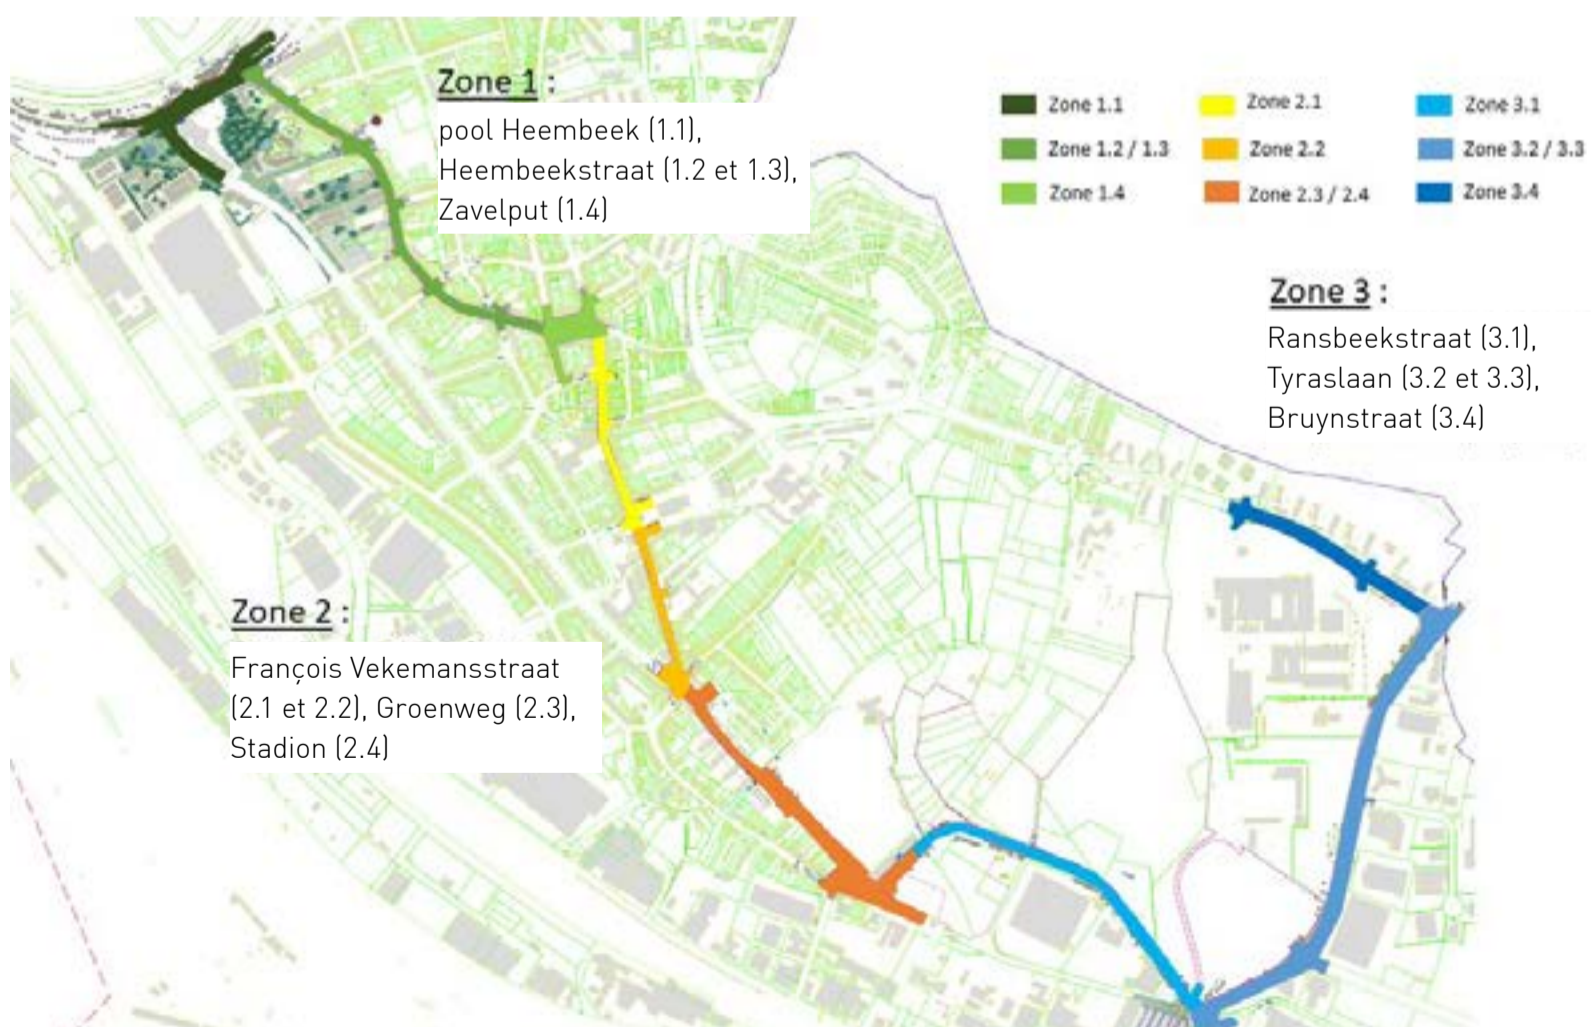 Zone 1 :
pool Heembeek (1.1),
Heembeekstraat (1.2 et 1.3),
Zavelput (1.4)
Zone 1.1
Zone 1.2 / 1.3
Zone 1.4
Zone 2.1
Zone 2.2
Zone 2.3 / 2.4
Zone 3.1
Zone 3.2 / 3.3
Zone 3.4
Zone 3 :
Ransbeekstraat (3.1),
Tyraslaan (3.2 et 3.3),
Bruynstraat (3.4)
Zone 2 :
François Vekemansstraat
(2.1 et 2.2), Groenweg (2.3),
Stadion (2.4)